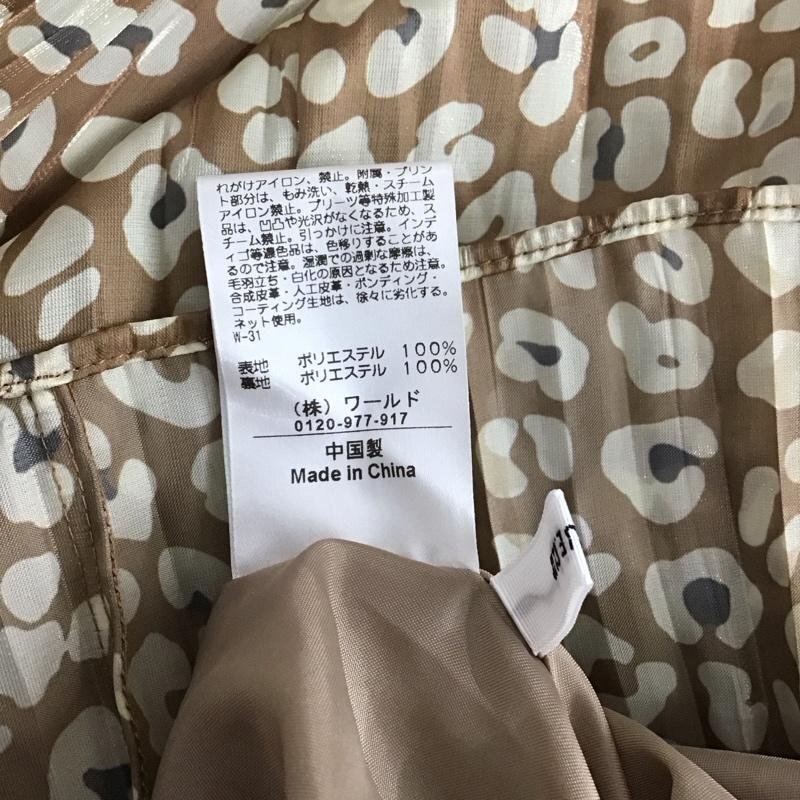 れがけアイロン、禁止。附属・プリン
ト部分は、もみ洗い、乾熱・スチーム
アイロン禁止。プリーツ等特殊加工製
品は、凹凸や光沢がなくなるため、ス
チーム禁止。引っかけに注意。インデ
ィゴ等濃色品は、色移りすることがあ
るので注意。湿潤での過剰な摩擦は、
毛羽立ち・白化の原因となるため注意。
合成皮革・人工皮革・ボンディング・
コーティング生地は、徐々に劣化する。
ネット使用。
W-31
表地 ポリエステル 100%
裏地 ポリエステル 100%
(株) ワールド
0120-977-917
中国製
Made in China